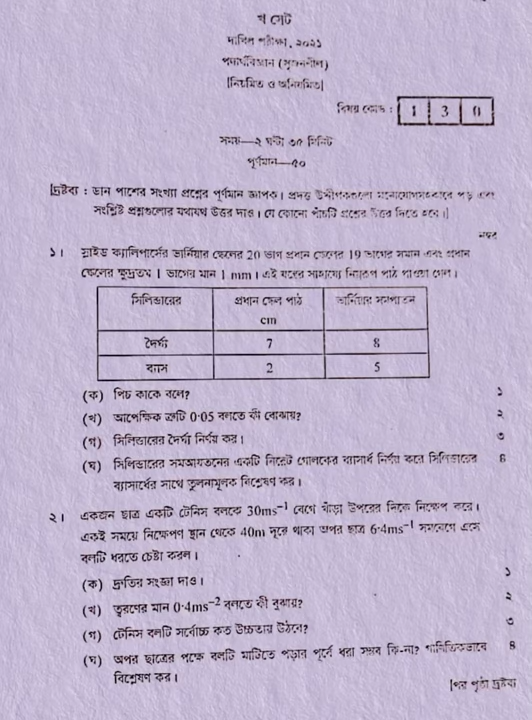 খ সেট
দাখিল পরীক্ষা, ২০২১
পদার্থবিজ্ঞান (সৃজনশীল)
[নিয়মিত ও অনিয়মিত]
বিষয় কোড : 1 3 0
সময়—২ ঘন্টা ৩৫ মিনিট
পূর্ণমান—৫০
[দ্রষ্টব্য : ডান পাশের সংখ্যা প্রশ্নের পূর্ণমান জ্ঞাপক। প্রদত্ত উদ্দীপকগুলো মনোযোগসহকারে পড় এবং
সংশ্লিষ্ট প্রশ্নগুলোর যথাযথ উত্তর দাও। যে কোনো পাঁচটি প্রশ্নের উত্তর দিতে হবে।]
নম্বর
১। স্লাইড ক্যালিপার্সের ভার্নিয়ার স্কেলের 20 ভাগ প্রধান স্কেলের 19 ভাগের সমান এবং প্রধান
স্কেলের ক্ষুদ্রতম 1 ভাগের মান 1 mm। এই যন্ত্রের সাহায্যে নিম্নরূপ পাঠ পাওয়া গেল।
সিলিন্ডারের প্রধান স্কেল পাঠ ভার্নিয়ার সমপাতন
cm
দৈর্ঘ্য 7 8
ব্যাস 2 5
(ক) পিচ কাকে বলে? ১
(খ) আপেক্ষিক ত্রুটি 0·05 বলতে কী বোঝায়? ২
(গ) সিলিন্ডারের দৈর্ঘ্য নির্ণয় কর। ৩
(ঘ) সিলিন্ডারের সমআয়তনের একটি নিরেট গোলকের ব্যাসার্ধ নির্ণয় করে সিলিন্ডারের ৪
ব্যাসার্ধের সাথে তুলনামূলক বিশ্লেষণ কর।
২। একজন ছাত্র একটি টেনিস বলকে 30ms⁻¹ বেগে খাঁড়া উপরের দিকে নিক্ষেপ করে।
একই সময়ে নিক্ষেপণ স্থান থেকে 40m দূরে থাকা অপর ছাত্র 6·4ms⁻¹ সমবেগে এসে
বলটি ধরতে চেষ্টা করল।
(ক) দ্রুতির সংজ্ঞা দাও। ১
(খ) ত্বরণের মান 0·4ms⁻² বলতে কী বুঝায়? ২
(গ) টেনিস বলটি সর্বোচ্চ কত উচ্চতায় উঠবে? ৩
(ঘ) অপর ছাত্রের পক্ষে বলটি মাটিতে পড়ার পূর্বে ধরা সম্ভব কি-না? গাণিতিকভাবে ৪
বিশ্লেষণ কর।
[পর পৃষ্ঠা দ্রষ্টব্য